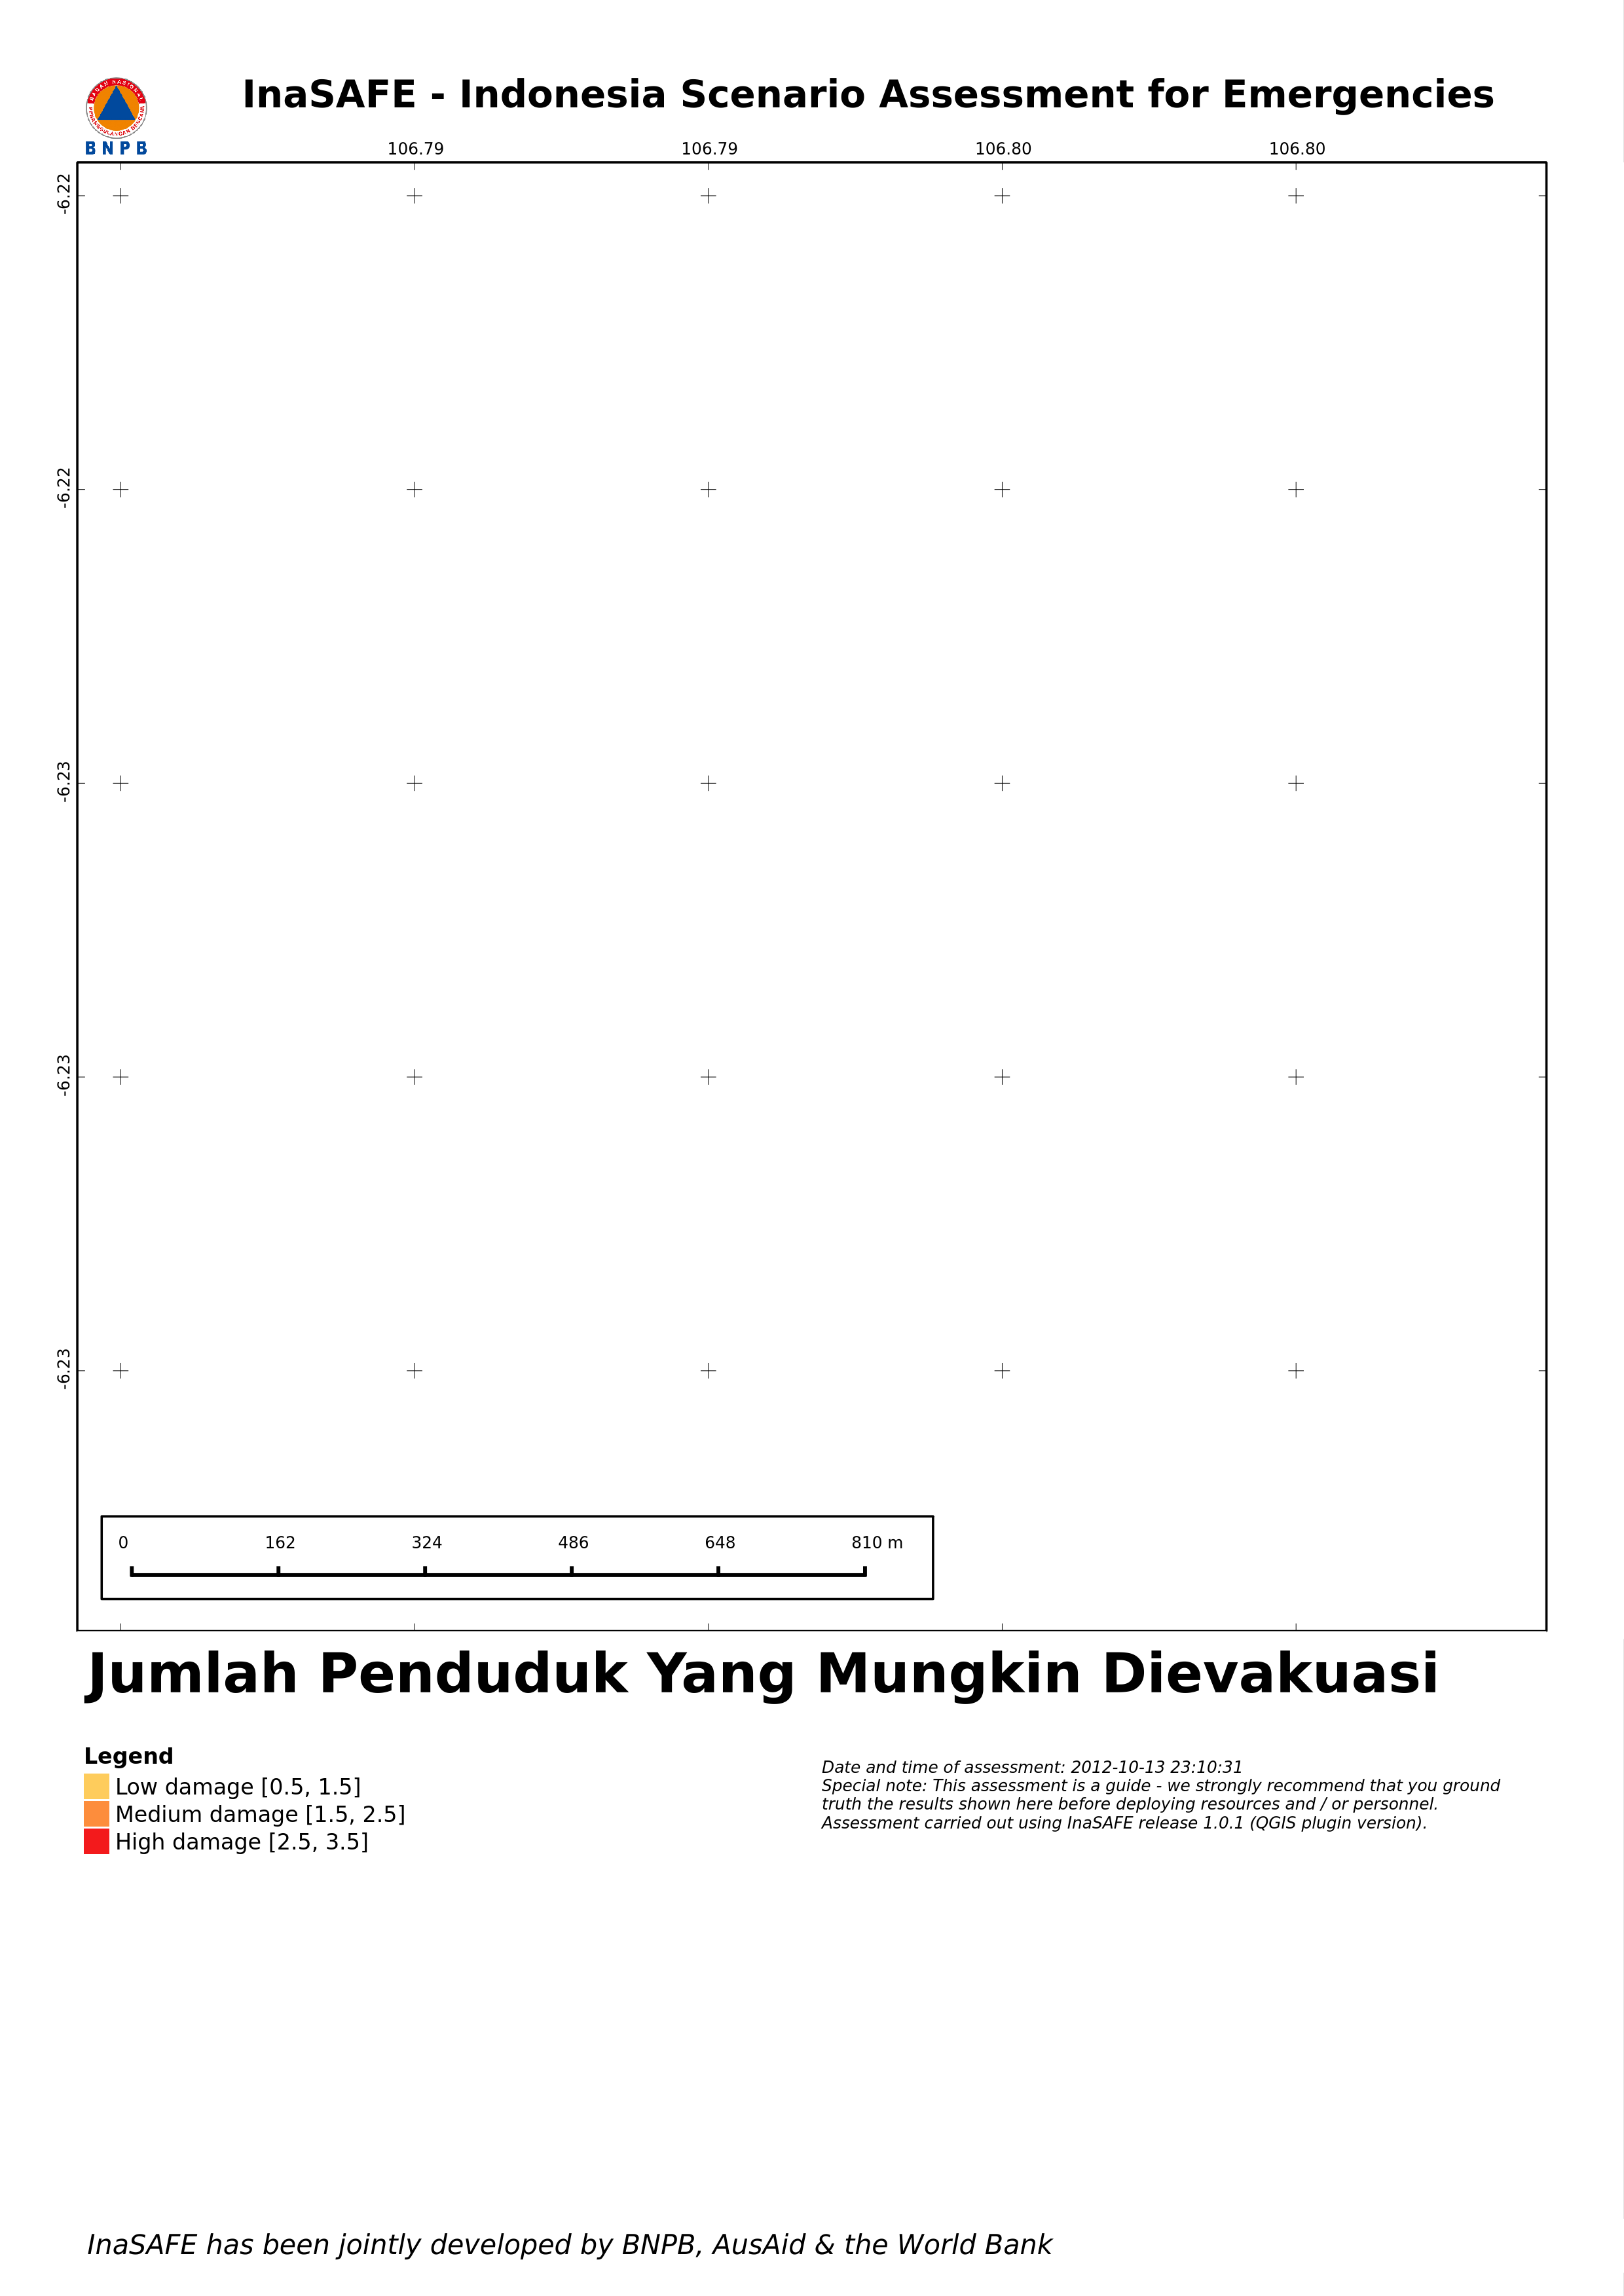 InaSAFE - Indonesia Scenario Assessment for Emergencies
BADAN NASIONAL
PENANGGULANGAN BENCANA
BNPB
106.79 106.79 106.80 106.80
-6.22
-6.22
-6.23
-6.23
-6.23
0 162 324 486 648 810 m
Jumlah Penduduk Yang Mungkin Dievakuasi
Legend
Low damage [0.5, 1.5]
Medium damage [1.5, 2.5]
High damage [2.5, 3.5]
Date and time of assessment: 2012-10-13 23:10:31
Special note: This assessment is a guide - we strongly recommend that you ground
truth the results shown here before deploying resources and / or personnel.
Assessment carried out using InaSAFE release 1.0.1 (QGIS plugin version).
InaSAFE has been jointly developed by BNPB, AusAid & the World Bank